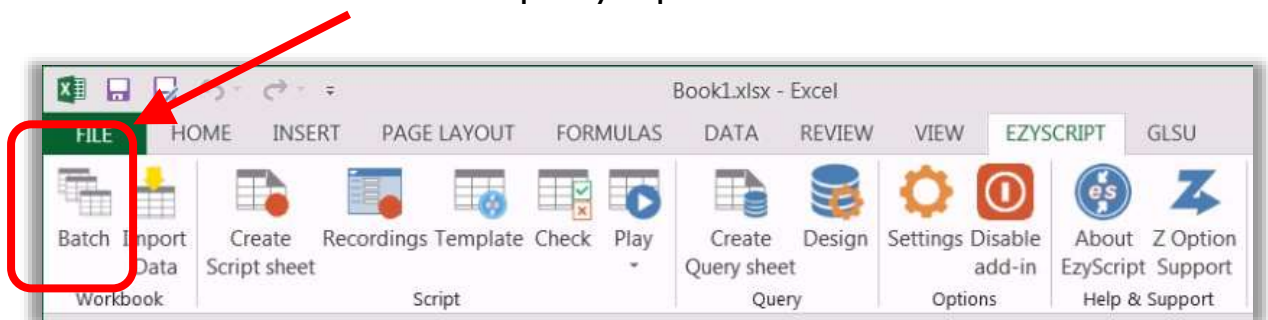 Book1.xlsx - Excel
FILE HOME INSERT PAGE LAYOUT FORMULAS DATA REVIEW VIEW EZYSCRIPT GLSU
Batch Import Create Recordings Template Check Play Create Design Settings Disable About Z Option
Data Script sheet Query sheet add-in EzyScript Support
Workbook Script Query Options Help & Support